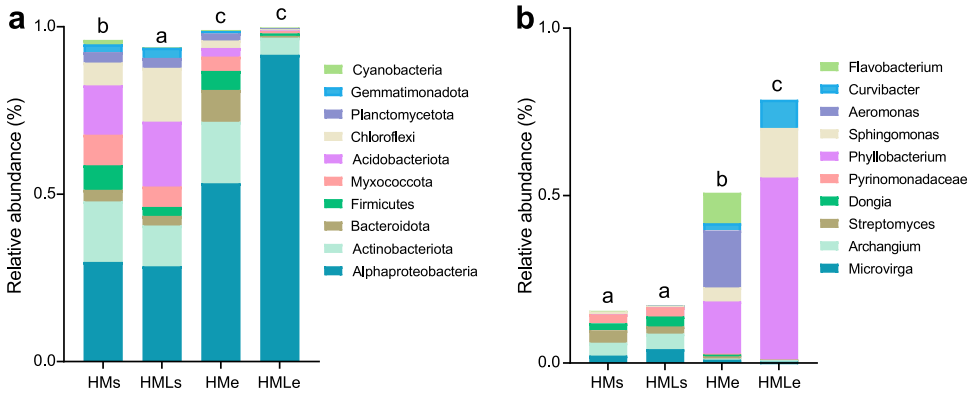 a
Relative abundance (%)
1.0
0.5
0.0
b
a
c
c
HMs
HMLs
HMe
HMLe
Cyanobacteria
Gemmatimonadota
Planctomycetota
Chloroflexi
Acidobacteriota
Myxococcota
Firmicutes
Bacteroidota
Actinobacteriota
Alphaproteobacteria
b
Relative abundance (%)
1.0
0.5
0.0
a
a
b
c
HMs
HMLs
HMe
HMLe
Flavobacterium
Curvibacter
Aeromonas
Sphingomonas
Phyllobacterium
Pyrinomonadaceae
Dongia
Streptomyces
Archangium
Microvirga